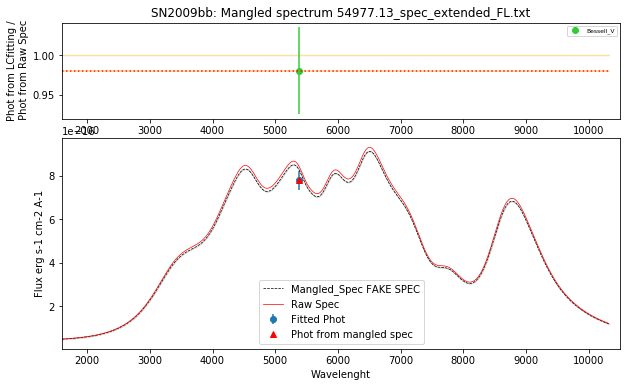 SN2009bb: Mangled spectrum 54977.13_spec_extended_FL.txt
Phot from LCfitting /
Phot from Raw Spec
1.00
0.95
Bessell_V
2000 3000 4000 5000 6000 7000 8000 9000 10000
1e−16
Flux erg s-1 cm-2 A-1
8
6
4
2
Mangled_Spec FAKE SPEC
Raw Spec
Fitted Phot
Phot from mangled spec
2000 3000 4000 5000 6000 7000 8000 9000 10000
Wavelenght